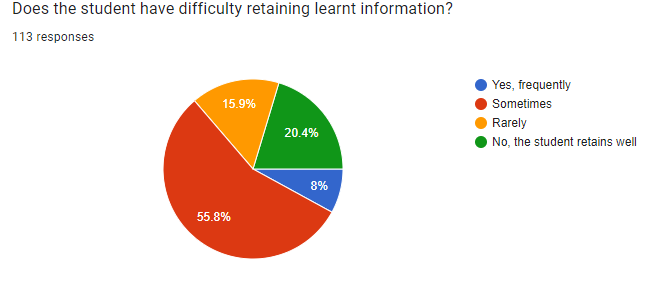 Does the student have difficulty retaining learnt information?
113 responses
Yes, frequently
Sometimes
Rarely
No, the student retains well
15.9%
20.4%
8%
55.8%